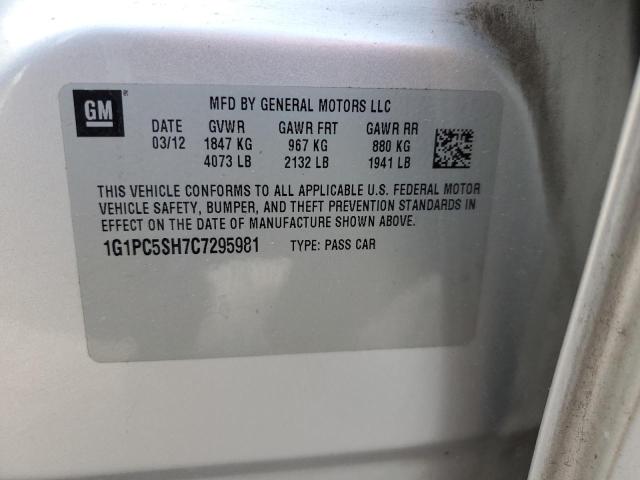 GM
MFD BY GENERAL MOTORS LLC
DATE GVWR GAWR FRT GAWR RR
03/12 1847 KG 967 KG 880 KG
4073 LB 2132 LB 1941 LB
THIS VEHICLE CONFORMS TO ALL APPLICABLE U.S. FEDERAL MOTOR
VEHICLE SAFETY, BUMPER, AND THEFT PREVENTION STANDARDS IN
EFFECT ON THE DATE OF MANUFACTURE SHOWN ABOVE.
1G1PC5SH7C7295981 TYPE: PASS CAR